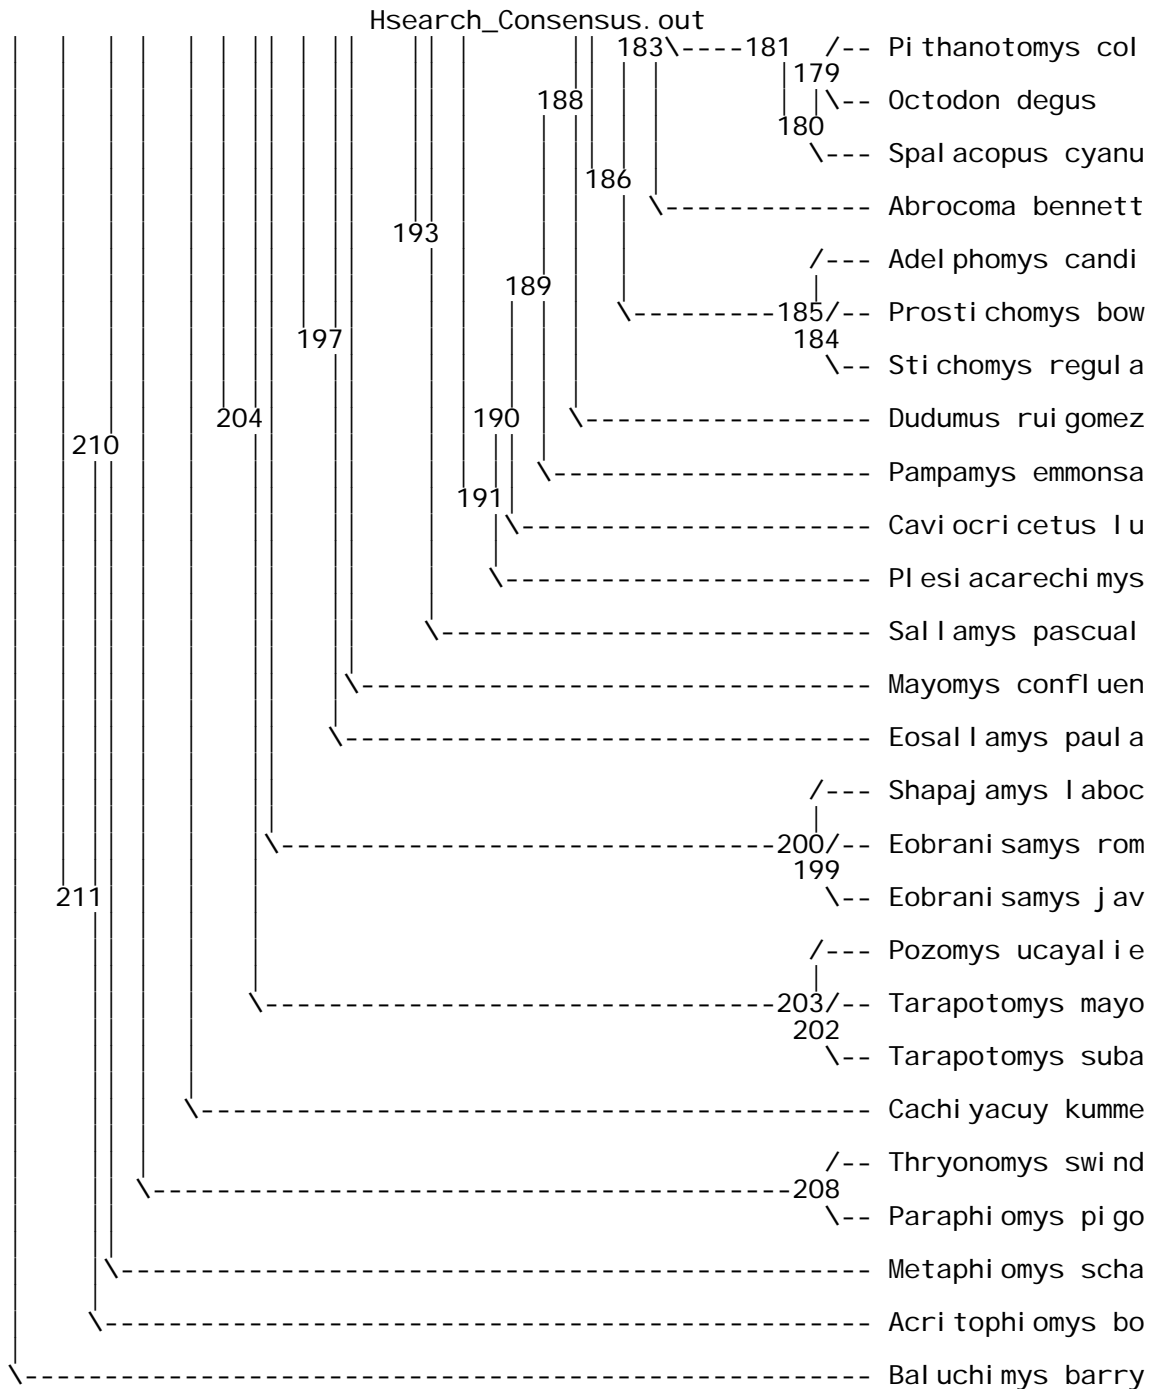 Hsearch_Consensus.out
183\----181 /-- Pithanotomys col
179
188 \-- Octodon degus
180
\--- Spalacopus cyanu
186
\------------- Abrocoma bennett
193
/--- Adelphomys candi
189
\---------185/-- Prostichomys bow
197 184
\-- Stichomys regula
204 190 \------------------ Dudumus ruigomez
210
\-------------------- Pampamys emmonsa
191
\---------------------- Caviocricetus lu
\----------------------- Plesiacarechimys
\--------------------------- Sallamys pascual
\-------------------------------- Mayomys confluen
\--------------------------------- Eosallamys paula
/--- Shapajamys laboc
\-------------------------------200/-- Eobranisamys rom
199
211 \-- Eobranisamys jav
/--- Pozomys ucayalie
\--------------------------------203/-- Tarapotomys mayo
202
\-- Tarapotomys suba
\------------------------------------------ Cachiyacuy kumme
/-- Thryonomys swind
\----------------------------------------208
\-- Paraphiomys pigo
\----------------------------------------------- Metaphiomys scha
\------------------------------------------------ Acritophiomys bo
\----------------------------------------------------- Baluchimys barry